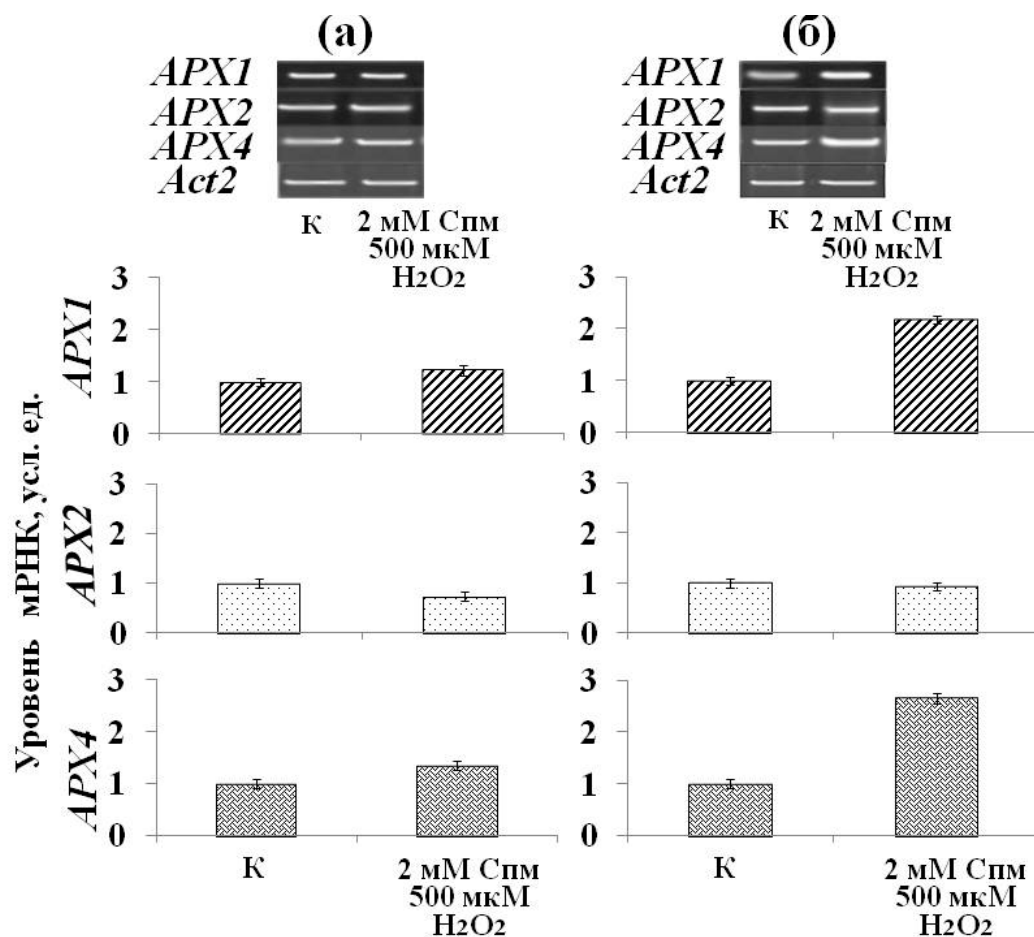 (а)
(б)
APX1
APX2
APX4
Act2
APX1
APX2
APX4
Act2
К
2 мМ Спм
500 мкМ
H2O2
К
2 мМ Спм
500 мкМ
H2O2
Уровень мРНК, усл. ед.
APX1
3
2
1
0
3
2
1
0
APX2
3
2
1
0
3
2
1
0
APX4
3
2
1
0
3
2
1
0
К
2 мМ Спм
500 мкМ
H2O2
К
2 мМ Спм
500 мкМ
H2O2